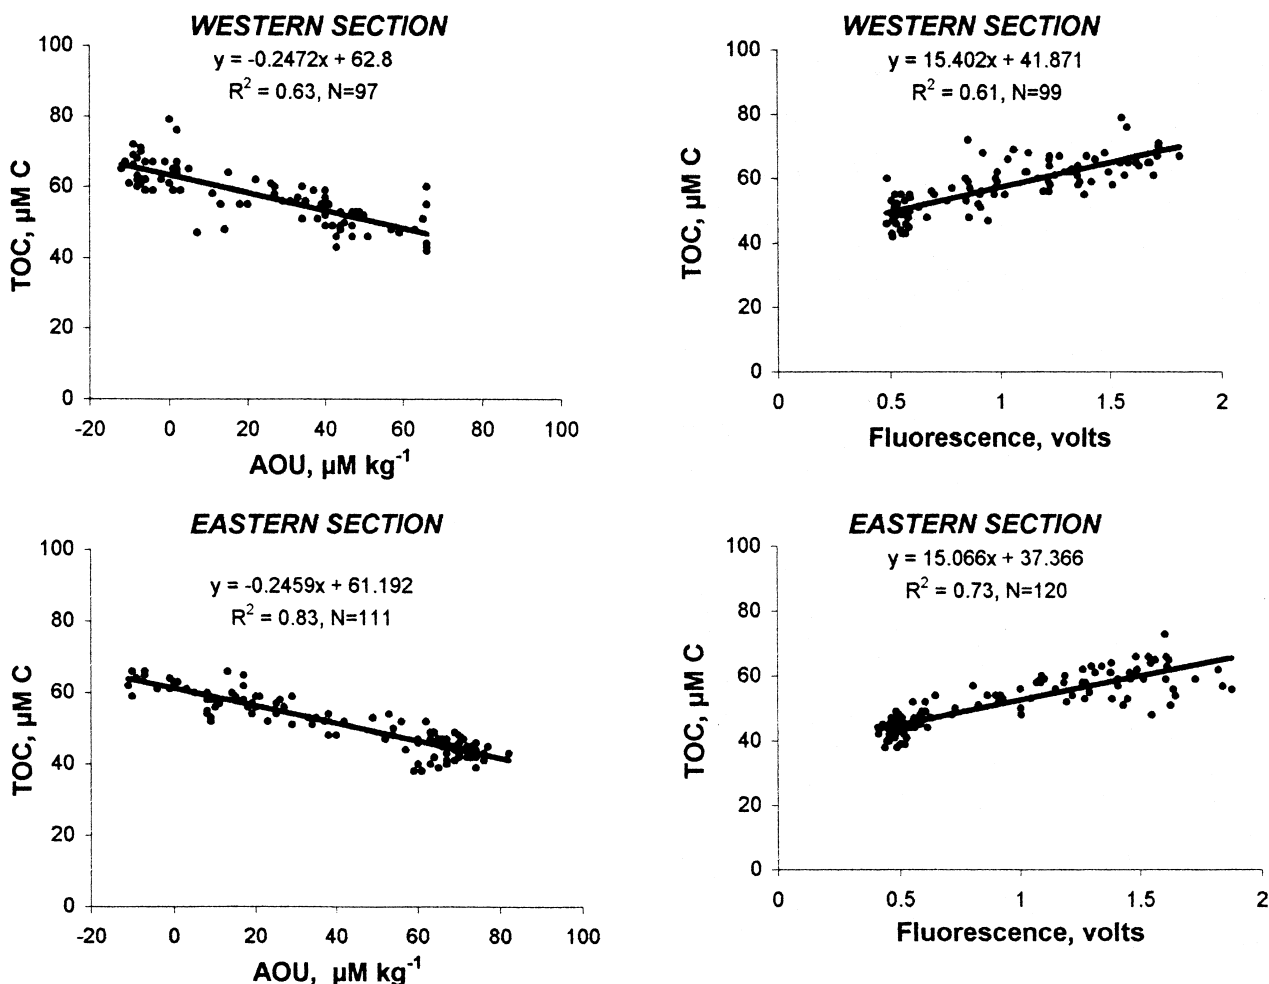 WESTERN SECTION
y = -0.2472x + 62.8
R² = 0.63, N=97
100
80
60
40
20
0
TOC, µM C
-20 0 20 40 60 80 100
AOU, µM kg⁻¹
WESTERN SECTION
y = 15.402x + 41.871
R² = 0.61, N=99
100
80
60
40
20
0
TOC, µM C
0 0.5 1 1.5 2
Fluorescence, volts
EASTERN SECTION
y = -0.2459x + 61.192
R² = 0.83, N=111
100
80
60
40
20
0
TOC, µM C
-20 0 20 40 60 80 100
AOU, µM kg⁻¹
EASTERN SECTION
y = 15.066x + 37.366
R² = 0.73, N=120
100
80
60
40
20
0
TOC, µM C
0 0.5 1 1.5 2
Fluorescence, volts